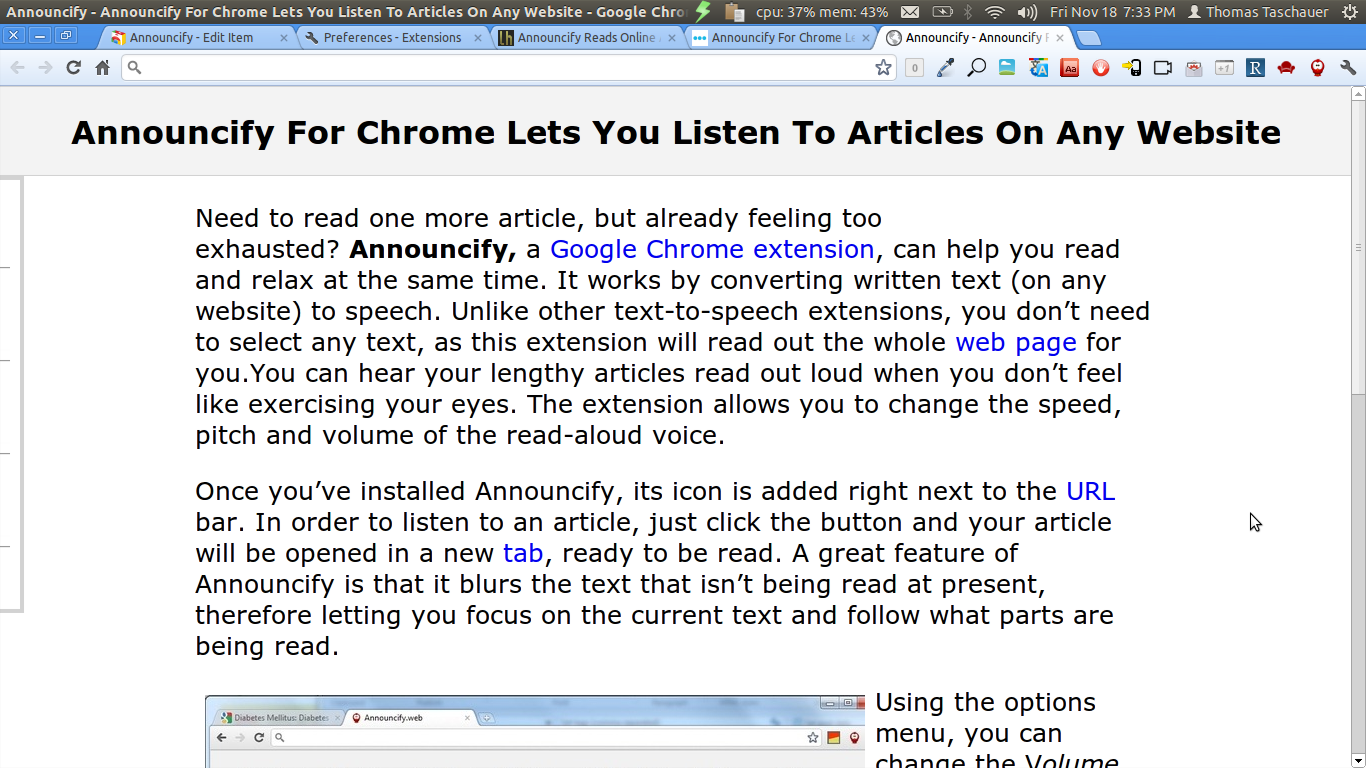 Announcify - Announcify For Chrome Lets You Listen To Articles On Any Website - Google Chro
cpu: 37% mem: 43%
Fri Nov 18 7:33 PM
Thomas Taschauer
Announcify - Edit Item
Preferences - Extensions
Announcify Reads Online
Announcify For Chrome Le
Announcify - Announcify F
0
Aa
+1
R
Announcify For Chrome Lets You Listen To Articles On Any Website
Need to read one more article, but already feeling too
exhausted? Announcify, a Google Chrome extension, can help you read
and relax at the same time. It works by converting written text (on any
website) to speech. Unlike other text-to-speech extensions, you don’t need
to select any text, as this extension will read out the whole web page for
you.You can hear your lengthy articles read out loud when you don’t feel
like exercising your eyes. The extension allows you to change the speed,
pitch and volume of the read-aloud voice.
Once you’ve installed Announcify, its icon is added right next to the URL
bar. In order to listen to an article, just click the button and your article
will be opened in a new tab, ready to be read. A great feature of
Announcify is that it blurs the text that isn’t being read at present,
therefore letting you focus on the current text and follow what parts are
being read.
Diabetes Mellitus: Diabetes
Announcify.web
Using the options
menu, you can
change the Volume